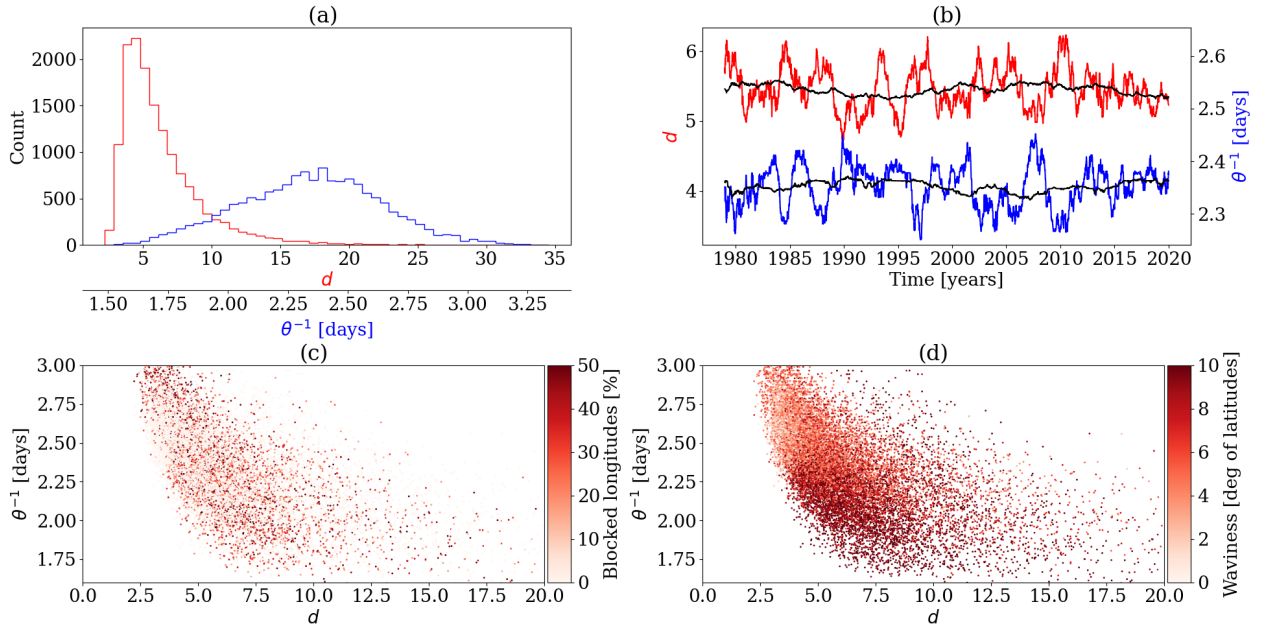 (a)
Count
2000
1500
1000
500
0
5 10 15 20 25 30 35
d
1.50 1.75 2.00 2.25 2.50 2.75 3.00 3.25
θ⁻¹ [days]
(b)
d
6
5
4
2.6
2.5
2.4
2.3
θ⁻¹ [days]
1980 1985 1990 1995 2000 2005 2010 2015 2020
Time [years]
(c)
θ⁻¹ [days]
3.00
2.75
2.50
2.25
2.00
1.75
0.0 2.5 5.0 7.5 10.0 12.5 15.0 17.5 20.0
d
50
40
30
20
10
0
Blocked longitudes [%]
(d)
θ⁻¹ [days]
3.00
2.75
2.50
2.25
2.00
1.75
0.0 2.5 5.0 7.5 10.0 12.5 15.0 17.5 20.0
d
10
8
6
4
2
0
Waviness [deg of latitudes]